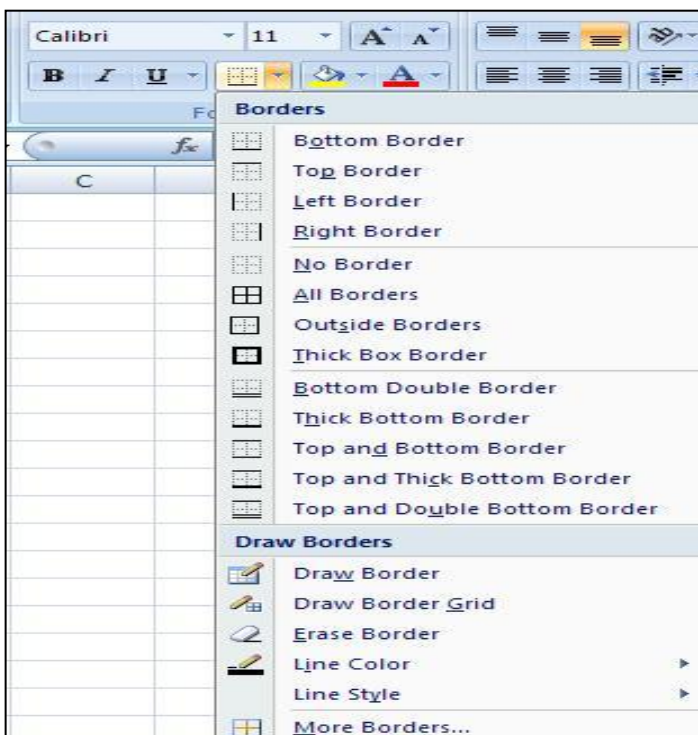 Calibri 11 A A
B I U A
Fo
fx
C
Borders
Bottom Border
Top Border
Left Border
Right Border
No Border
All Borders
Outside Borders
Thick Box Border
Bottom Double Border
Thick Bottom Border
Top and Bottom Border
Top and Thick Bottom Border
Top and Double Bottom Border
Draw Borders
Draw Border
Draw Border Grid
Erase Border
Line Color
Line Style
More Borders...